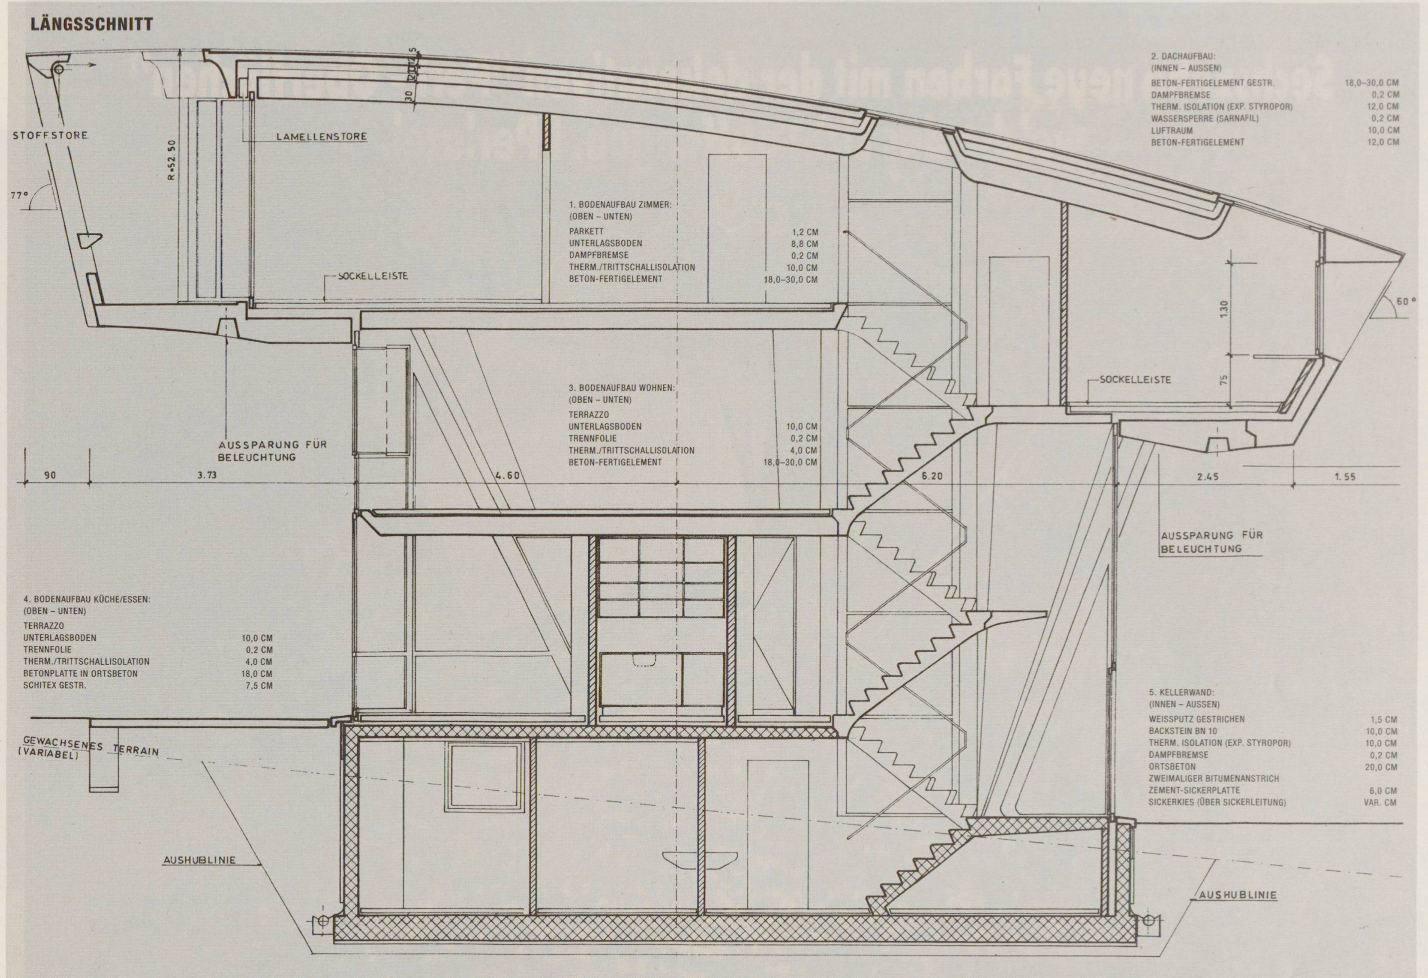 LÄNGSSCHNITT
2. DACHAUFBAU:
(INNEN – AUSSEN)
BETON-FERTIGELEMENT GESTR. 18,0–30,0 CM
DAMPFBREMSE 0,2 CM
THERM. ISOLATION (EXP. STYROPOR) 12,0 CM
WASSERSPERRE (SARNAFIL) 0,2 CM
LUFTRAUM 10,0 CM
BETON-FERTIGELEMENT 12,0 CM
STOFFSTORE
LAMELLENSTORE
R=52.50
30
77°
1. BODENAUFBAU ZIMMER:
(OBEN – UNTEN)
PARKETT 1,2 CM
UNTERLAGSBODEN 8,8 CM
DAMPFBREMSE 0,2 CM
THERM./TRITTSCHALLISOLATION 10,0 CM
BETON-FERTIGELEMENT 18,0–30,0 CM
SOCKELLEISTE
60°
1.30
75
SOCKELLEISTE
3. BODENAUFBAU WOHNEN:
(OBEN – UNTEN)
TERRAZZO
UNTERLAGSBODEN 10,0 CM
TRENNFOLIE 0,2 CM
THERM./TRITTSCHALLISOLATION 4,0 CM
BETON-FERTIGELEMENT 18,0–30,0 CM
AUSSPARUNG FÜR
BELEUCHTUNG
90 3.73 4.60 6.20 2.45 1.55
AUSSPARUNG FÜR
BELEUCHTUNG
4. BODENAUFBAU KÜCHE/ESSEN:
(OBEN – UNTEN)
TERRAZZO
UNTERLAGSBODEN 10,0 CM
TRENNFOLIE 0,2 CM
THERM./TRITTSCHALLISOLATION 4,0 CM
BETONPLATTE IN ORTSBETON 18,0 CM
SCHITEX GESTR. 7,5 CM
5. KELLERWAND:
(INNEN – AUSSEN)
WEISSPUTZ GESTRICHEN 1,5 CM
BACKSTEIN BN 10 10,0 CM
THERM. ISOLATION (EXP. STYROPOR) 10,0 CM
DAMPFBREMSE 0,2 CM
ORTSBETON 20,0 CM
ZWEIMALIGER BITUMENANSTRICH
ZEMENT-SICKERPLATTE 6,0 CM
SICKERKIES (ÜBER SICKERLEITUNG) VAR. CM
GEWACHSENES TERRAIN
(VARIABEL)
AUSHUBLINIE
AUSHUBLINIE